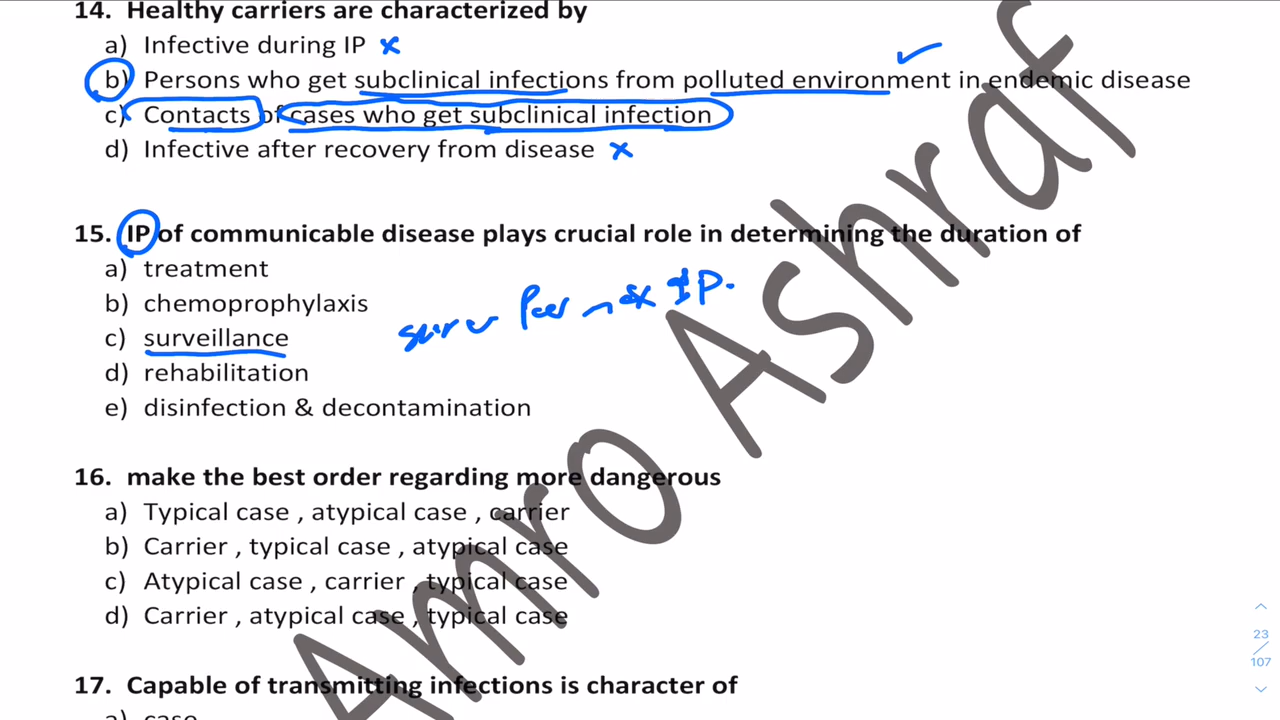 14. Healthy carriers are characterized by
a) Infective during IP x
b) Persons who get subclinical infections from polluted environment in endemic disease
c) Contacts of cases who get subclinical infection
d) Infective after recovery from disease x
15. IP of communicable disease plays crucial role in determining the duration of
a) treatment
b) chemoprophylaxis
c) surveillance
d) rehabilitation
e) disinfection & decontamination
16. make the best order regarding more dangerous
a) Typical case , atypical case , carrier
b) Carrier , typical case , atypical case
c) Atypical case , carrier , typical case
d) Carrier , atypical case , typical case
17. Capable of transmitting infections is character of
a) case
Amro Ashraf
23
107